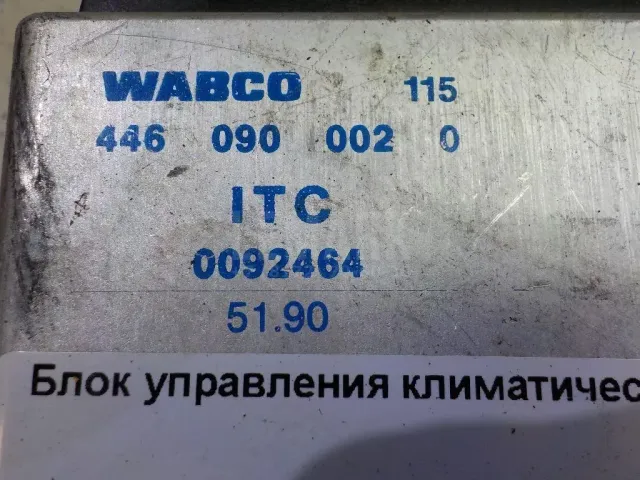 WABCO 115
446 090 002 0
ITC
0092464
51.90
Блок управления климатичес